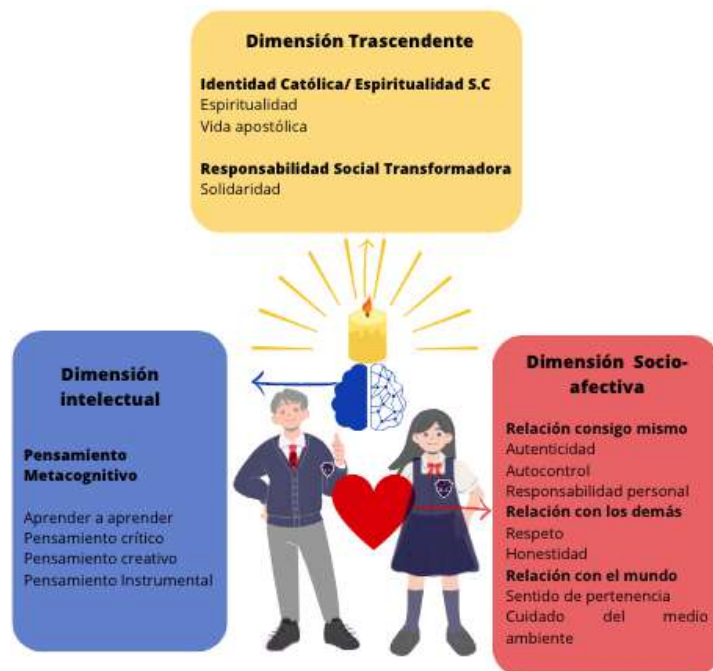 Dimensión Trascendente
Identidad Católica/ Espiritualidad S.C
Espiritualidad
Vida apostólica
Responsabilidad Social Transformadora
Solidaridad
Dimensión
intelectual
Pensamiento
Metacognitivo
Aprender a aprender
Pensamiento crítico
Pensamiento creativo
Pensamiento Instrumental
Dimensión Socio-
afectiva
Relación consigo mismo
Autenticidad
Autocontrol
Responsabilidad personal
Relación con los demás
Respeto
Honestidad
Relación con el mundo
Sentido de pertenencia
Cuidado del medio
ambiente